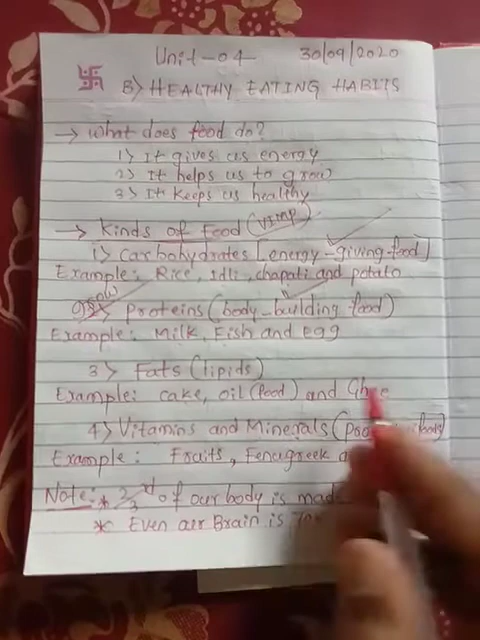 Unit-04 30/09/2020
B) HEALTHY EATING HABITS
→ What does food do?
1) It gives us energy
2) It helps us to grow
3) It keeps us healthy
→ Kinds of Food (VIMP)
1) Carbohydrates [energy-giving food]
Example: Rice, idli, chapati and potato
Proteins (body-building food)
Example: Milk, Fish and egg
3) Fats (lipids)
Example: cake, oil (food) and Ghee
4) Vitamins and Minerals (
Example: Fruits, Fenugreek
Note: * 2/3rd of our body is made
* Even our Brain is